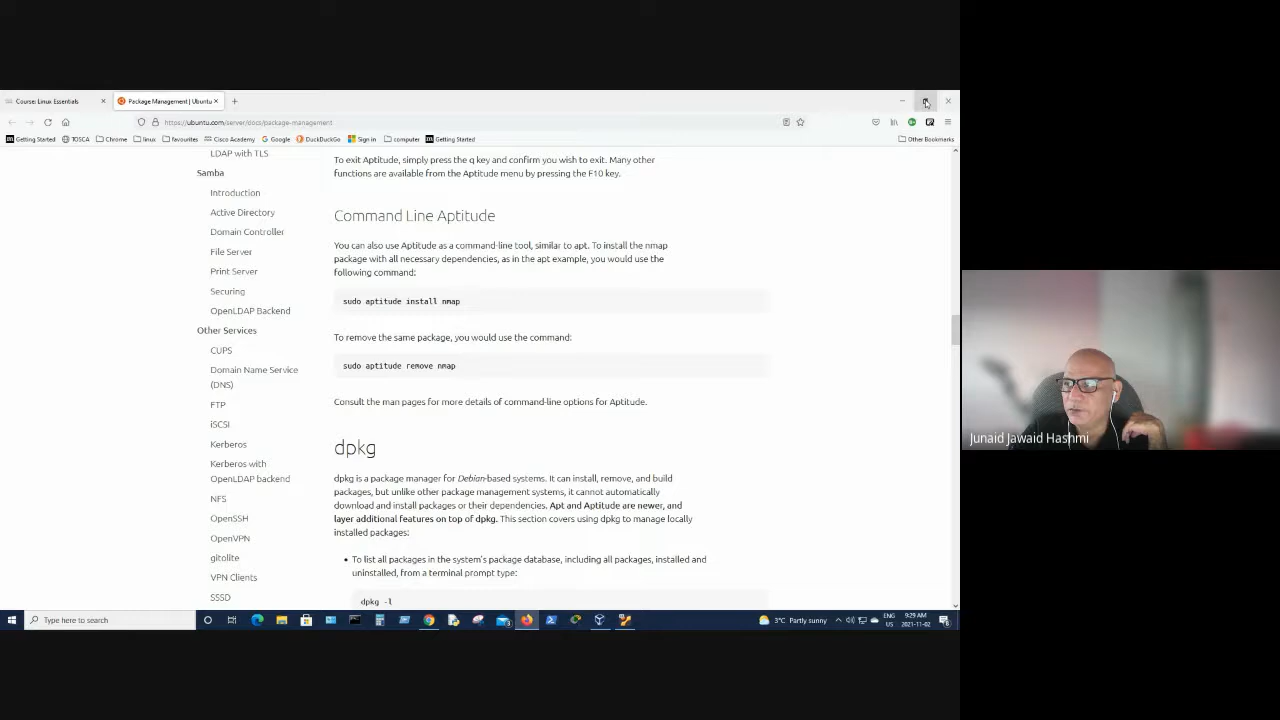 Course: Linux Essentials
Package Management | Ubuntu
https://ubuntu.com/server/docs/package-management
Getting Started
TOSCA
Chrome
linux
favourites
Cisco Academy
Google
DuckDuckGo
Sign in
computer
Getting Started
Other Bookmarks
LDAP with TLS
Samba
Introduction
Active Directory
Domain Controller
File Server
Print Server
Securing
OpenLDAP Backend
Other Services
CUPS
Domain Name Service
(DNS)
FTP
iSCSI
Kerberos
Kerberos with
OpenLDAP backend
NFS
OpenSSH
OpenVPN
gitolite
VPN Clients
SSSD
To exit Aptitude, simply press the q key and confirm you wish to exit. Many other
functions are available from the Aptitude menu by pressing the F10 key.
Command Line Aptitude
You can also use Aptitude as a command-line tool, similar to apt. To install the nmap
package with all necessary dependencies, as in the apt example, you would use the
following command:
sudo aptitude install nmap
To remove the same package, you would use the command:
sudo aptitude remove nmap
Consult the man pages for more details of command-line options for Aptitude.
dpkg
dpkg is a package manager for Debian-based systems. It can install, remove, and build
packages, but unlike other package management systems, it cannot automatically
download and install packages or their dependencies. Apt and Aptitude are newer, and
layer additional features on top of dpkg. This section covers using dpkg to manage locally
installed packages:
• To list all packages in the system's package database, including all packages, installed and
uninstalled, from a terminal prompt type:
dpkg -l
Type here to search
3°C Partly sunny
ENG
US
9:29 AM
2021-11-02
Junaid Jawaid Hashmi